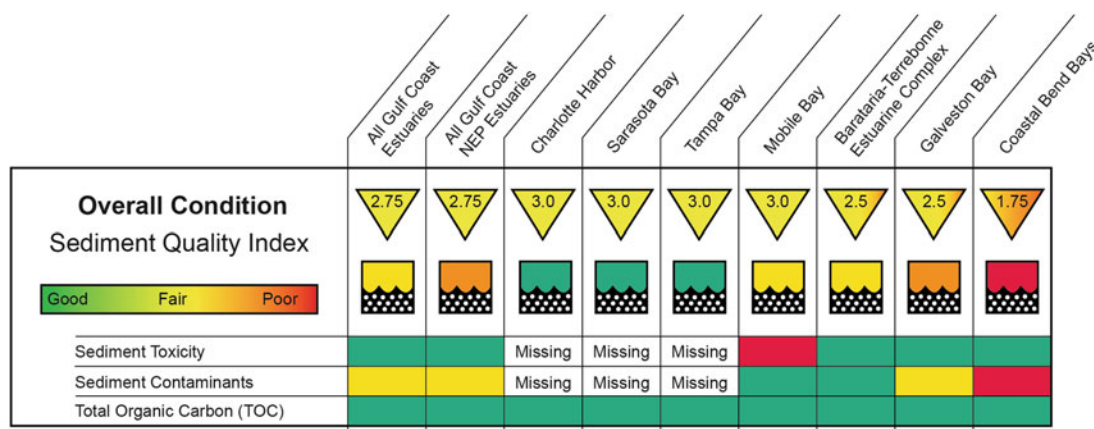 All Gulf Coast
Estuaries
All Gulf Coast
NEP Estuaries
Charlotte Harbor
Sarasota Bay
Tampa Bay
Mobile Bay
Barataria-Terrebonne
Estuarine Complex
Galveston Bay
Coastal Bend Bays
Overall Condition
Sediment Quality Index
2.75 2.75 3.0 3.0 3.0 3.0 2.5 2.5 1.75
Good Fair Poor
Sediment Toxicity Missing Missing Missing
Sediment Contaminants Missing Missing Missing
Total Organic Carbon (TOC)